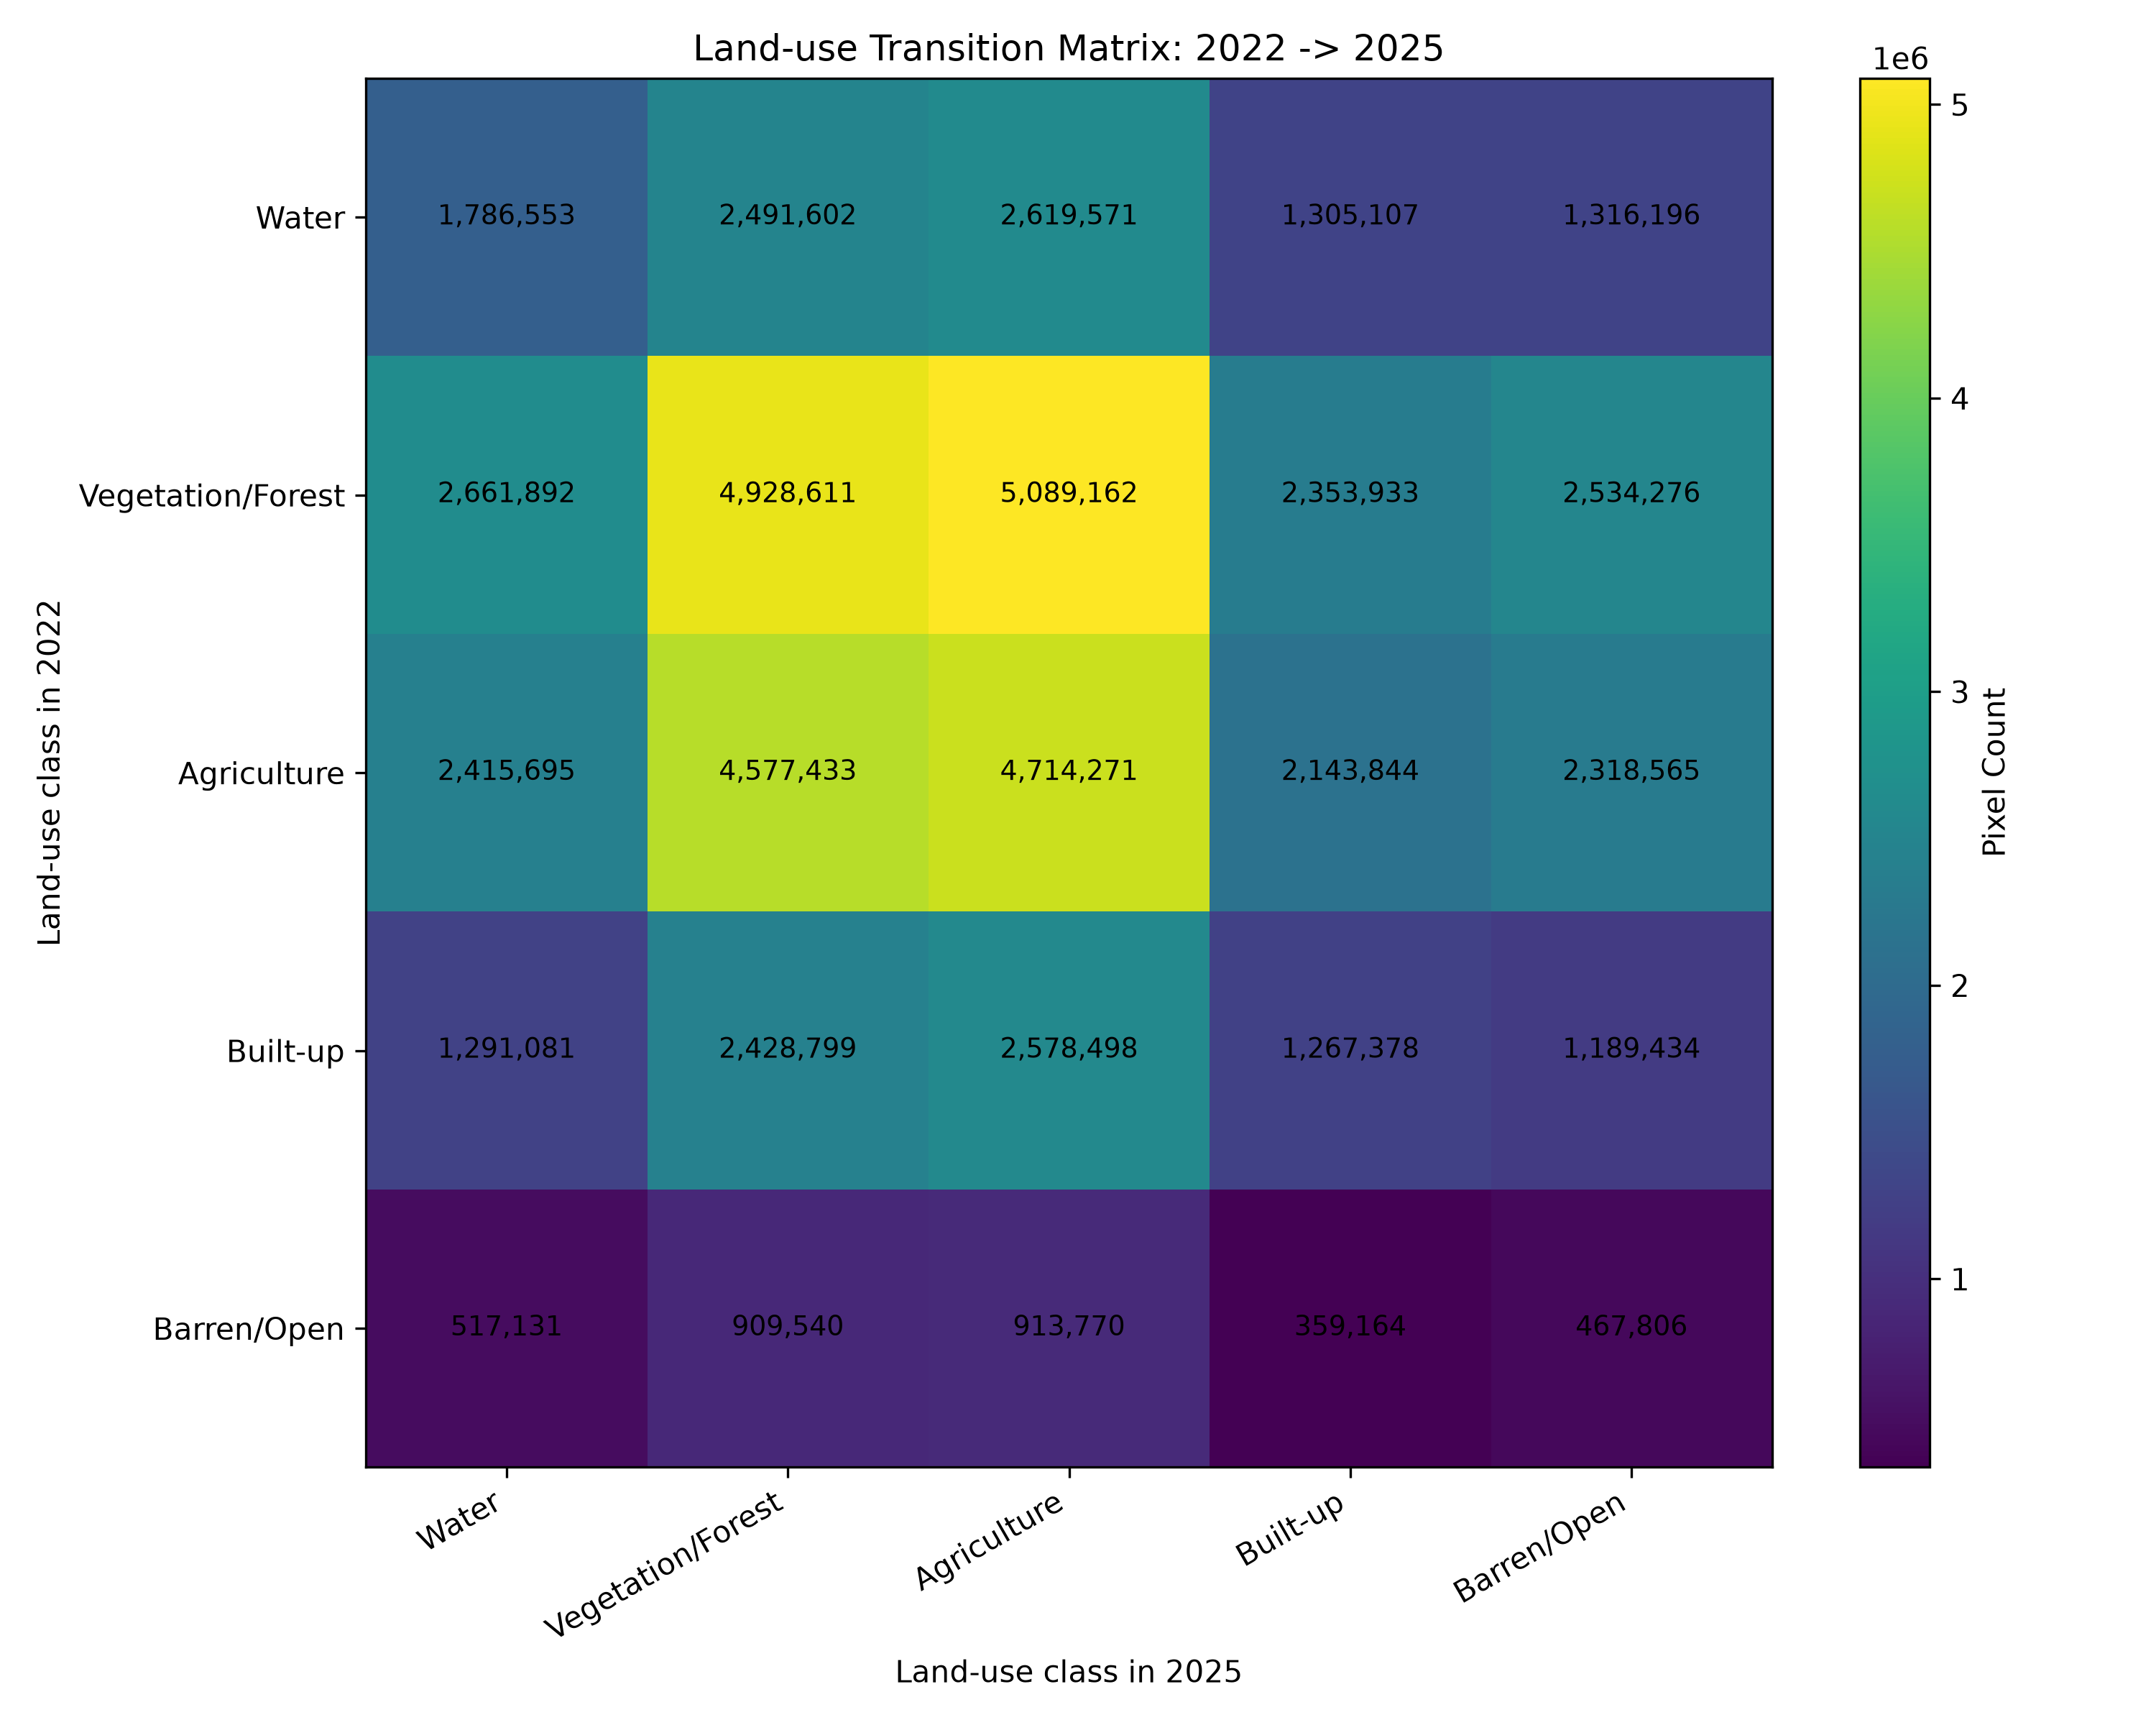 Land-use Transition Matrix: 2022 -> 2025
1e6
Water 1,786,553 2,491,602 2,619,571 1,305,107 1,316,196
Vegetation/Forest 2,661,892 4,928,611 5,089,162 2,353,933 2,534,276
Agriculture 2,415,695 4,577,433 4,714,271 2,143,844 2,318,565
Built-up 1,291,081 2,428,799 2,578,498 1,267,378 1,189,434
Barren/Open 517,131 909,540 913,770 359,164 467,806
Water Vegetation/Forest Agriculture Built-up Barren/Open
Land-use class in 2025
Land-use class in 2022
5
4
3
2
1
Pixel Count